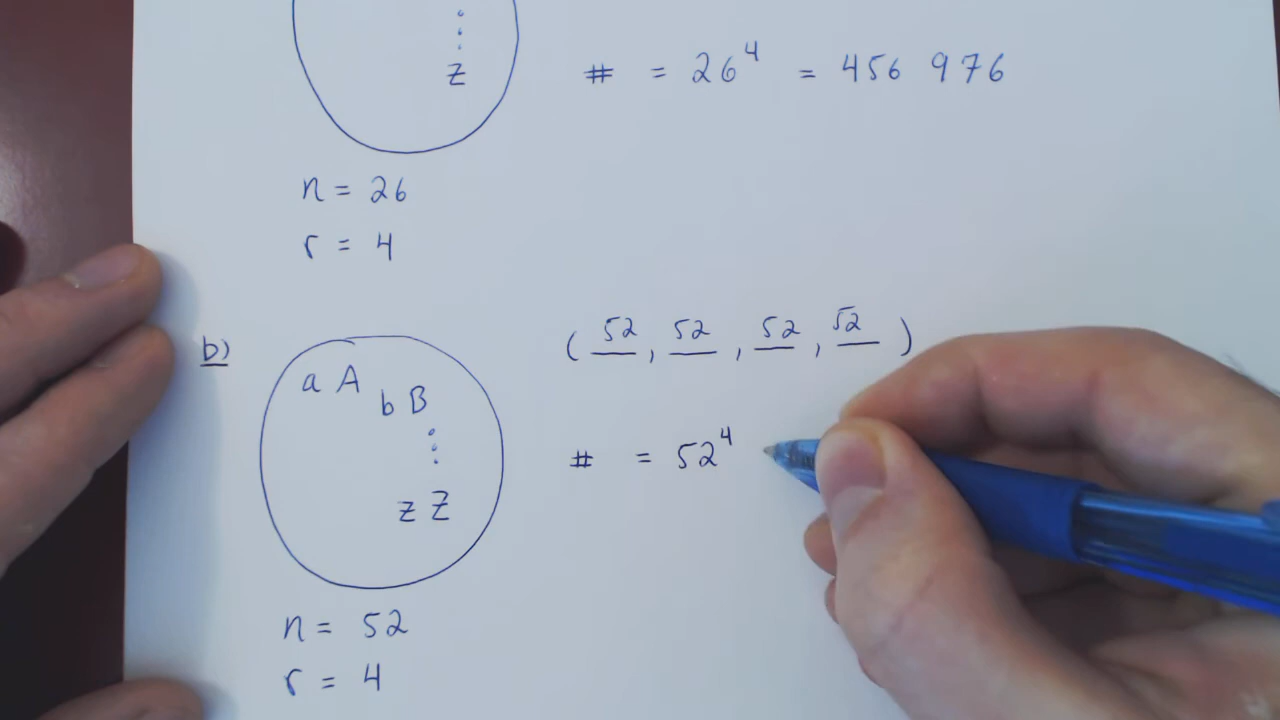 Z
# = 26⁴ = 456 976
n = 26
r = 4
b)
a A
b B
z Z
n = 52
r = 4
( 52 , 52 , 52 , 52 )
# = 52⁴